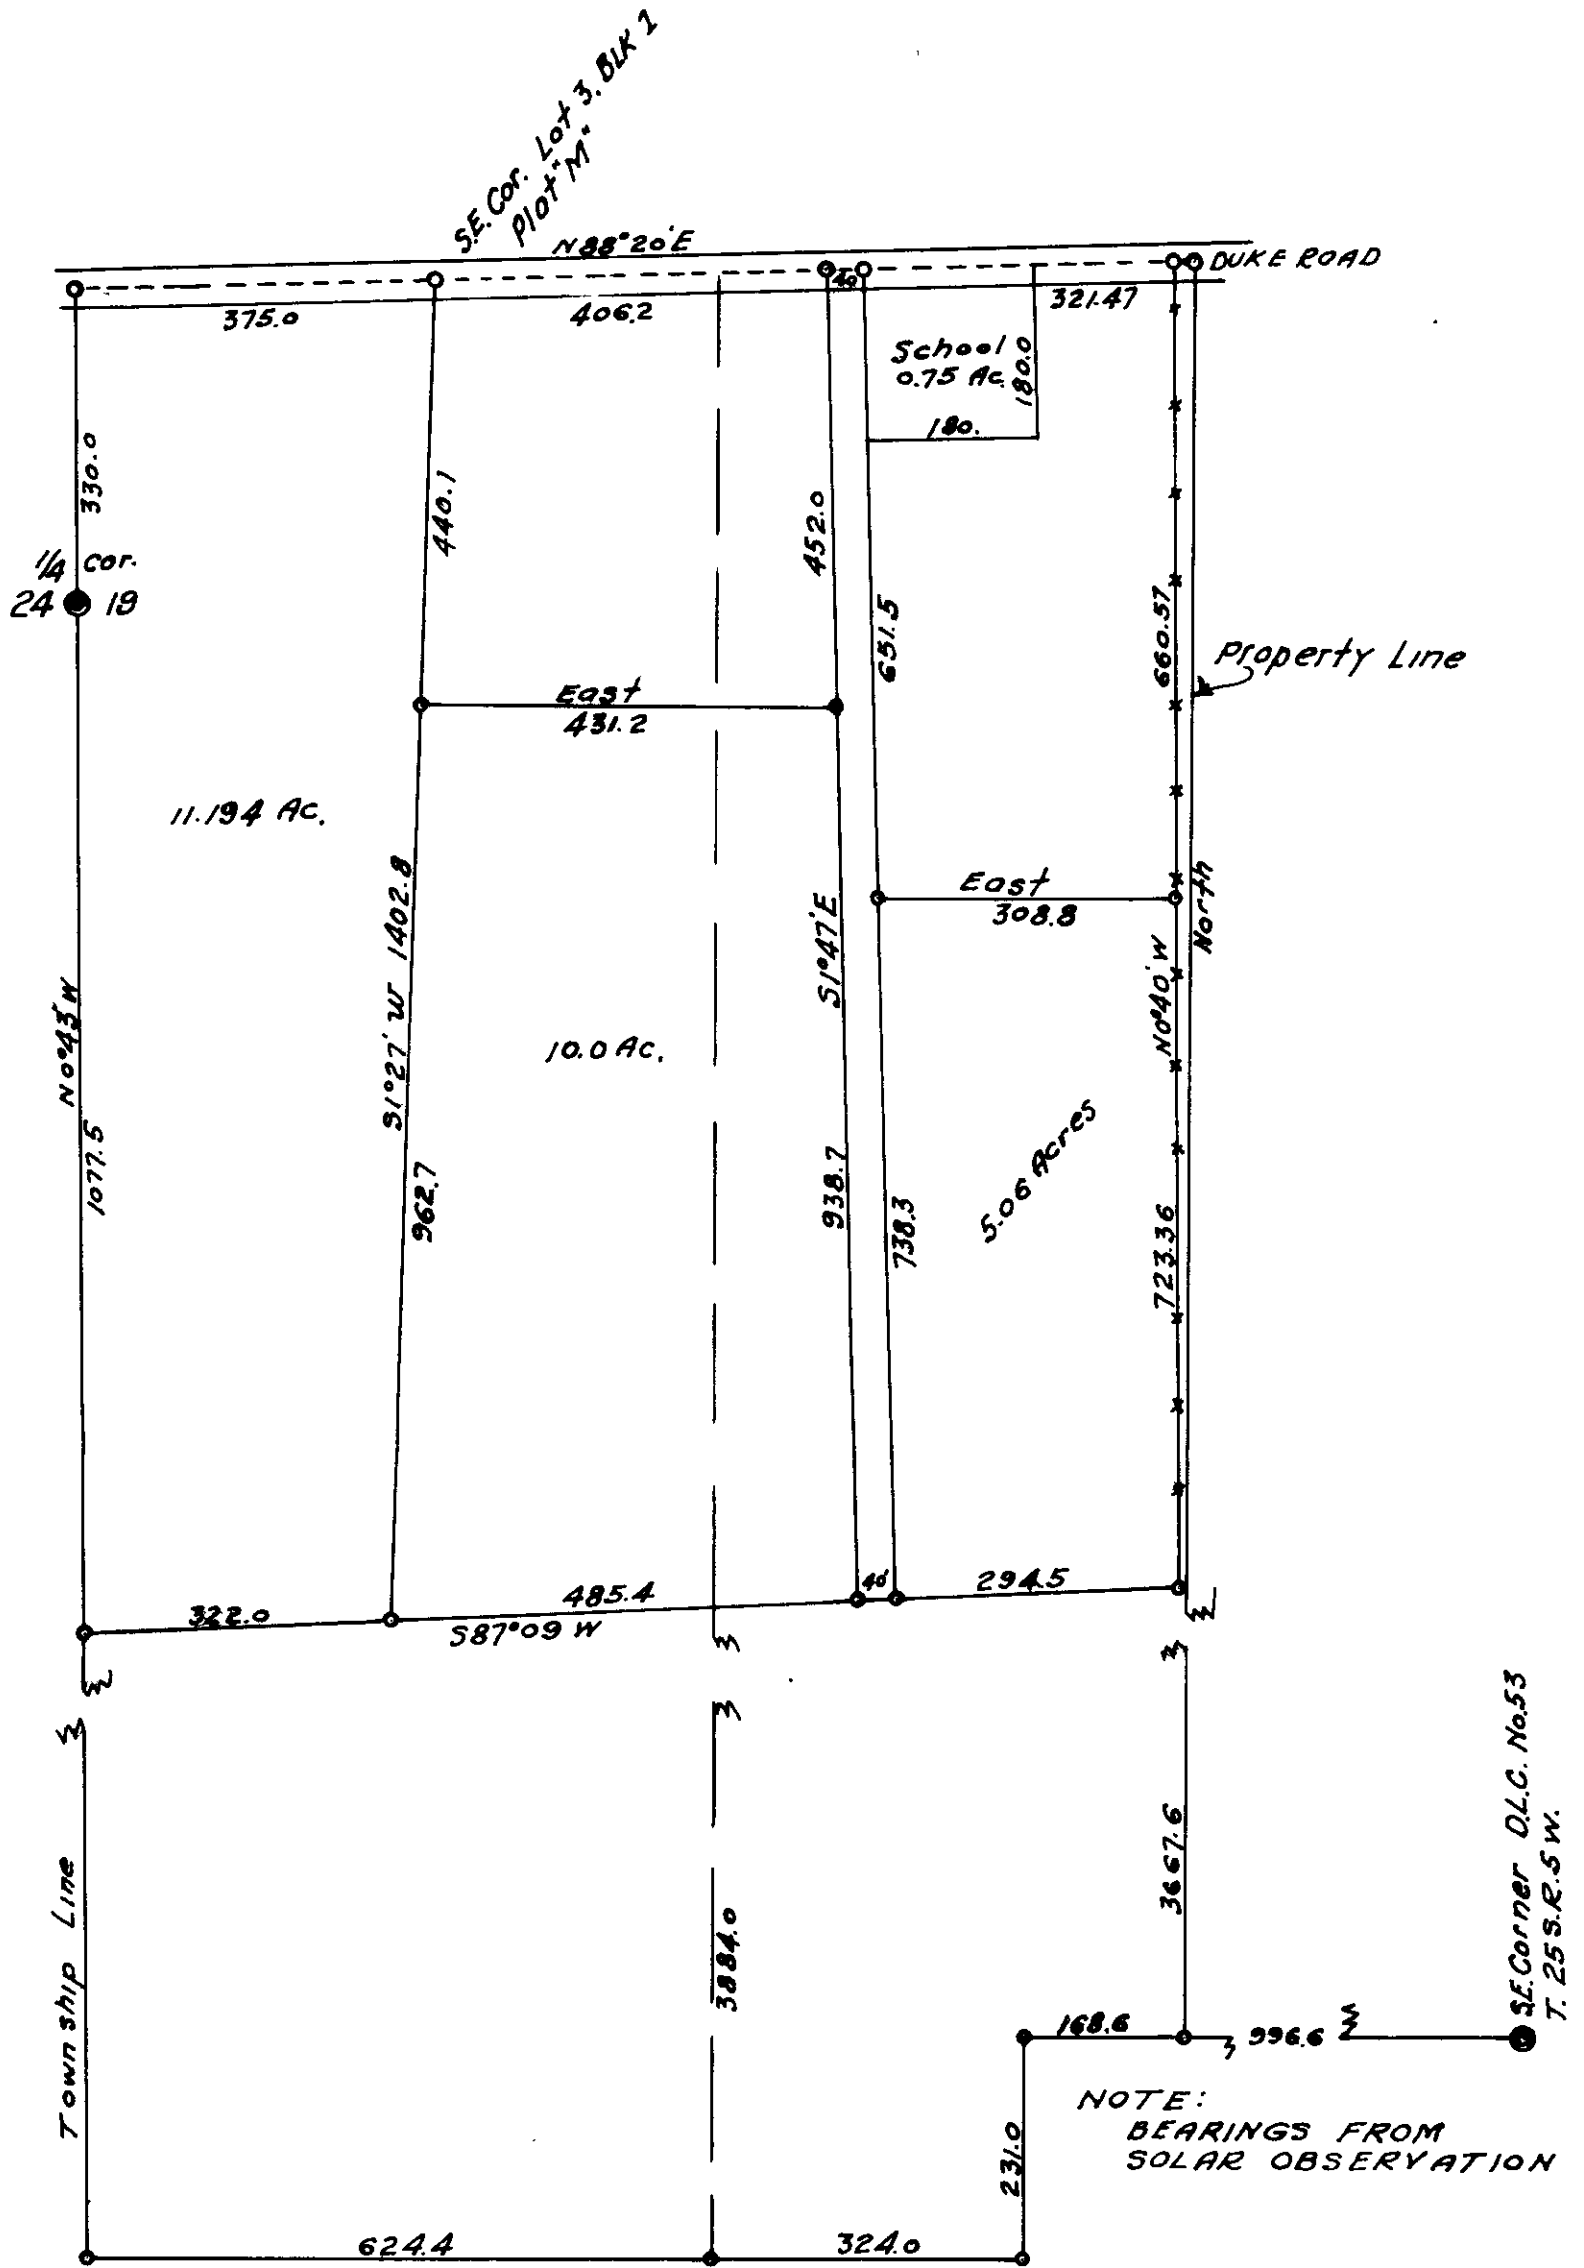 S.E. Cor. Lot 3, BLK 1
Plot "M"
N88°20'E
DUKE ROAD
375.0
406.2
40
321.47
School
0.75 Ac.
180.0
180.
330.0
440.1
452.0
1/4 cor.
24 19
651.5
660.57
Property Line
East
431.2
11.194 Ac.
East
308.8
North
S1°27'W 1402.8
S1°47'E
N0°40'W
N0°43'W
10.0 Ac.
1077.5
962.7
938.7
738.3
5.06 Acres
723.36
322.0
485.4
40'
294.5
S87°09 W
Township Line
3884.0
3667.6
S.E. Corner D.L.C. No.53
T. 25 S. R. 5 W.
168.6
996.6
231.0
NOTE:
BEARINGS FROM
SOLAR OBSERVATION
624.4
324.0